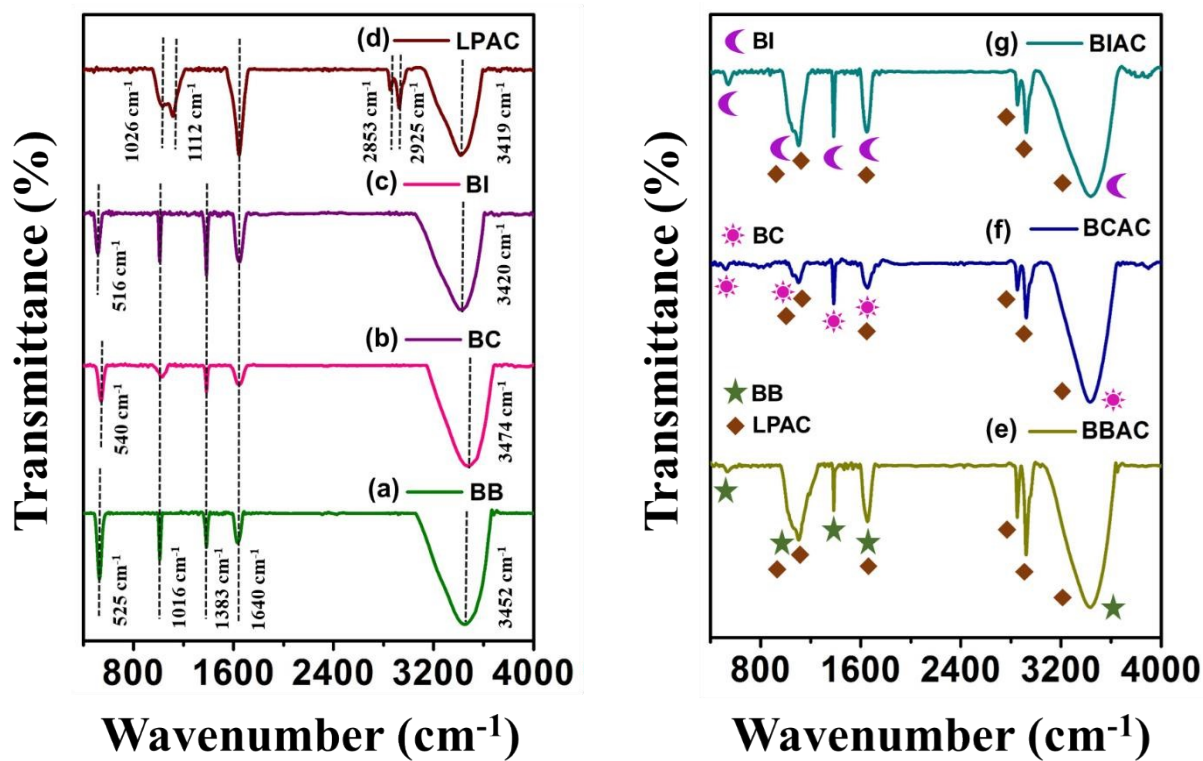 Transmittance (%)
(d) LPAC
1026 cm⁻¹
1112 cm⁻¹
2853 cm⁻¹
2925 cm⁻¹
3419 cm⁻¹
(c) BI
516 cm⁻¹
3420 cm⁻¹
(b) BC
540 cm⁻¹
3474 cm⁻¹
(a) BB
525 cm⁻¹
1016 cm⁻¹
1383 cm⁻¹
1640 cm⁻¹
3452 cm⁻¹
800 1600 2400 3200 4000
Wavenumber (cm⁻¹)
Transmittance (%)
BI
(g) BIAC
BC
(f) BCAC
BB
LPAC
(e) BBAC
800 1600 2400 3200 4000
Wavenumber (cm⁻¹)